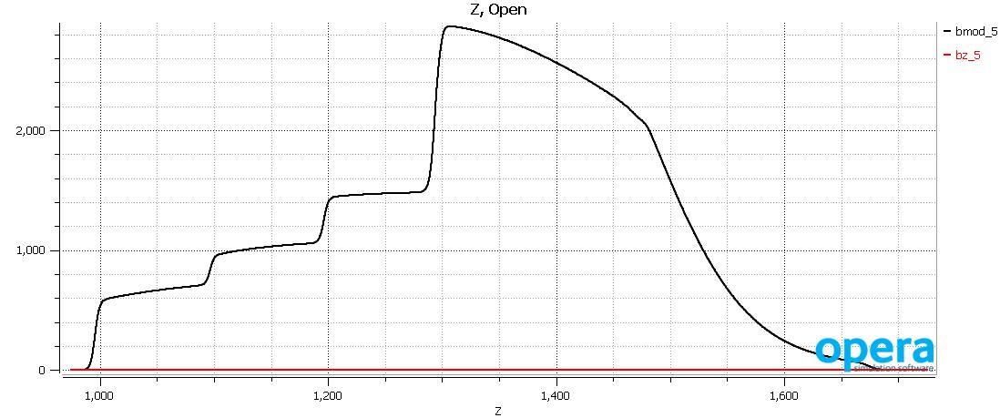 Z, Open
bmod_5
bz_5
2,000
1,000
0
1,000 1,200 1,400 1,600
Z
opera
simulation software